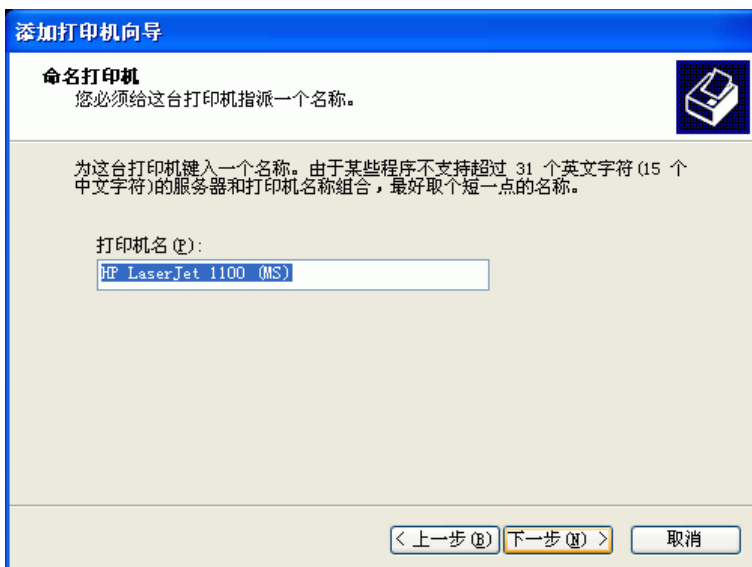 添加打印机向导
命名打印机
您必须给这台打印机指派一个名称。
为这台打印机键入一个名称。由于某些程序不支持超过 31 个英文字符(15 个
中文字符)的服务器和打印机名称组合，最好取个短一点的名称。
打印机名(P):
HP LaserJet 1100 (MS)
< 上一步(B) 下一步(N) > 取消